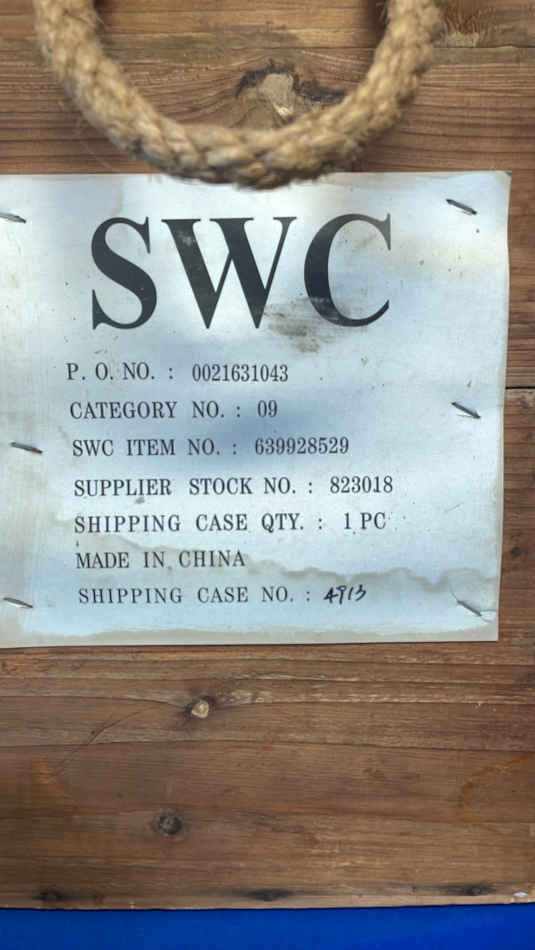 SWC
P. O. NO. : 0021631043
CATEGORY NO. : 09
SWC ITEM NO. : 639928529
SUPPLIER STOCK NO. : 823018
SHIPPING CASE QTY. : 1 PC
MADE IN CHINA
SHIPPING CASE NO. : 4913